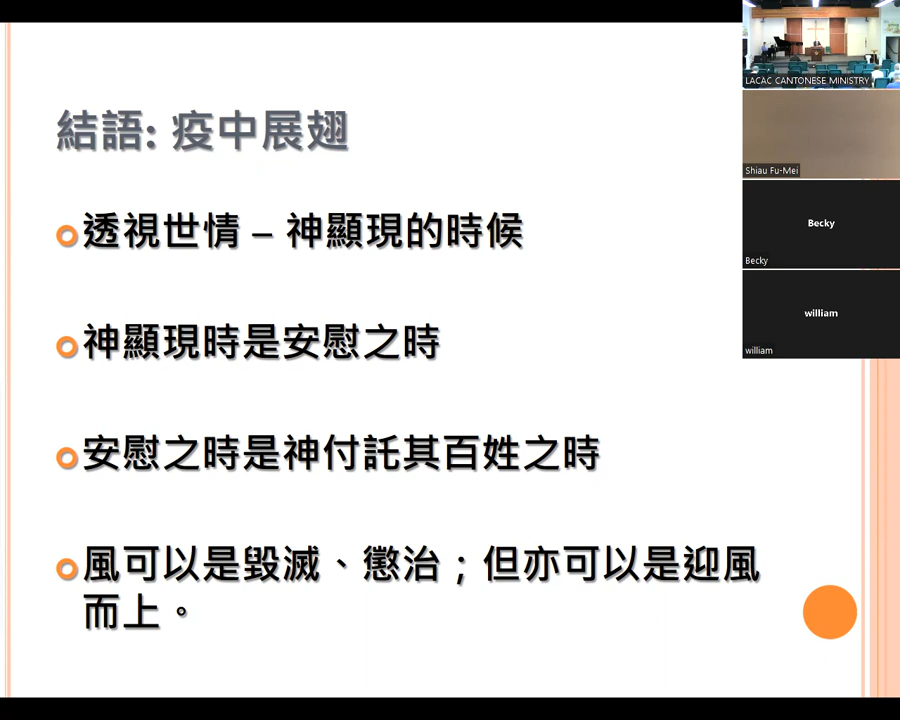 結語: 疫中展翅
透視世情 – 神顯現的時候
神顯現時是安慰之時
安慰之時是神付託其百姓之時
風可以是毀滅、懲治；但亦可以是迎風
而上。
LACAC CANTONESE MINISTRY
Shiau Fu-Mei
Becky
Becky
william
william